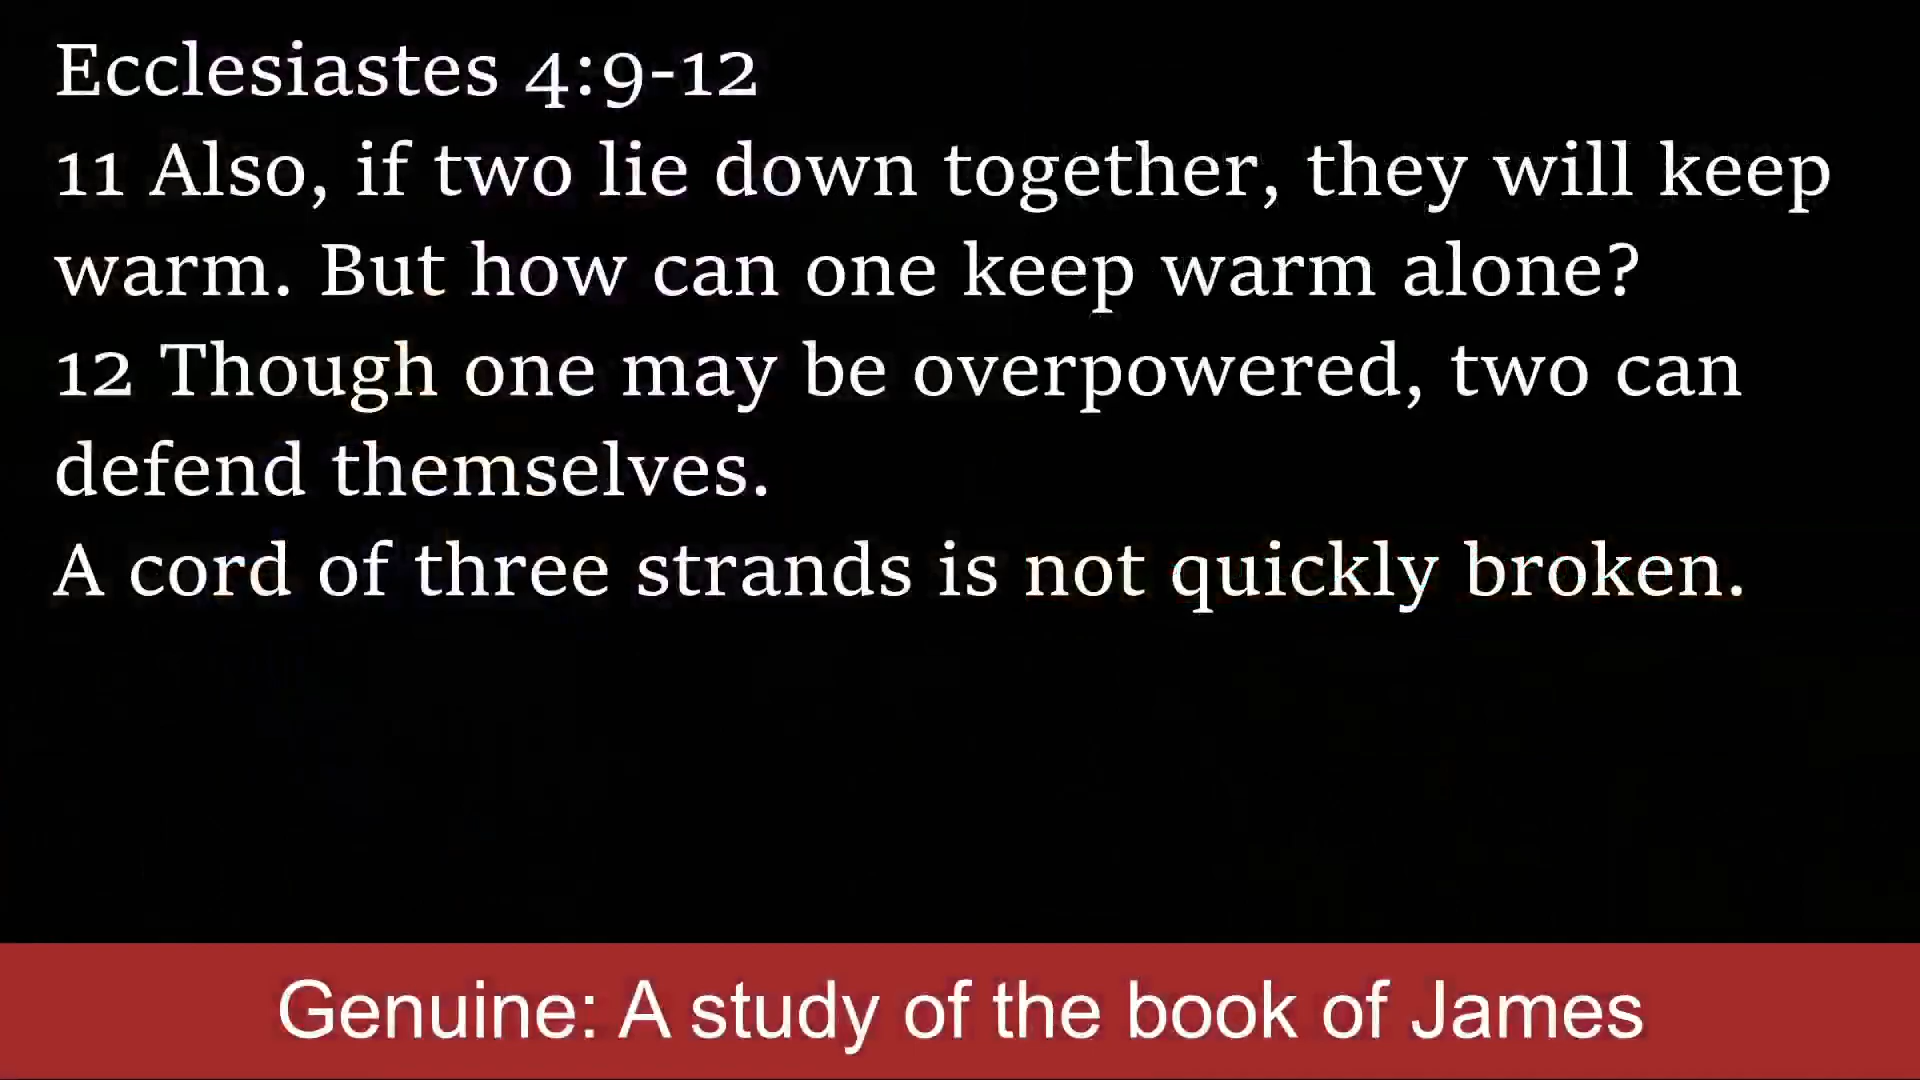 Ecclesiastes 4:9-12
11 Also, if two lie down together, they will keep
warm. But how can one keep warm alone?
12 Though one may be overpowered, two can
defend themselves.
A cord of three strands is not quickly broken.
Genuine: A study of the book of James